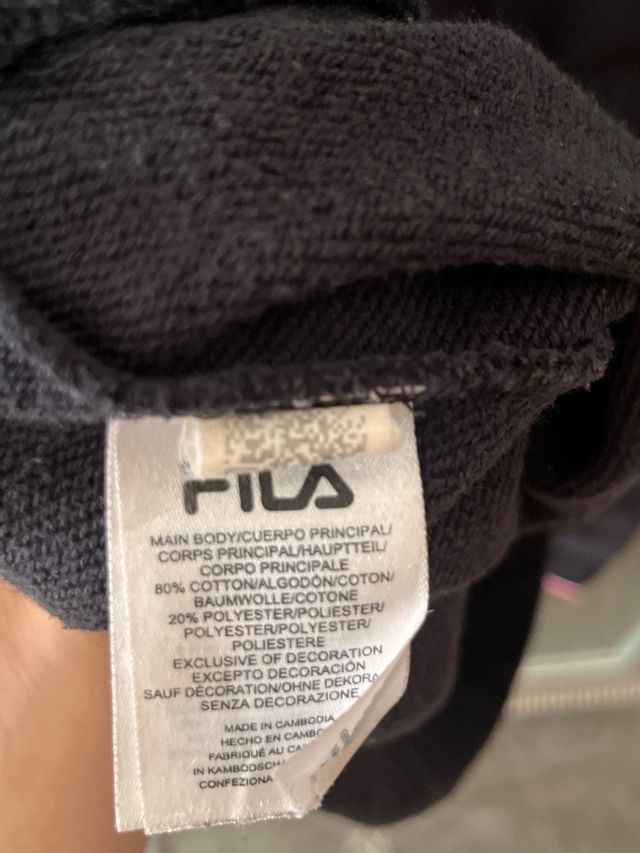 FILA
MAIN BODY/CUERPO PRINCIPAL/
CORPS PRINCIPAL/HAUPTTEIL/
CORPO PRINCIPALE
80% COTTON/ALGODÓN/COTON/
BAUMWOLLE/COTONE
20% POLYESTER/POLIÉSTER/
POLYESTER/POLYESTER/
POLIESTERE
EXCLUSIVE OF DECORATION
EXCEPTO DECORACIÓN
SAUF DÉCORATION/OHNE DEKORA
SENZA DECORAZIONE
MADE IN CAMBODIA
HECHO EN CAMBO
FABRIQUÉ AU CA
IN KAMBODSCH
CONFEZIONA